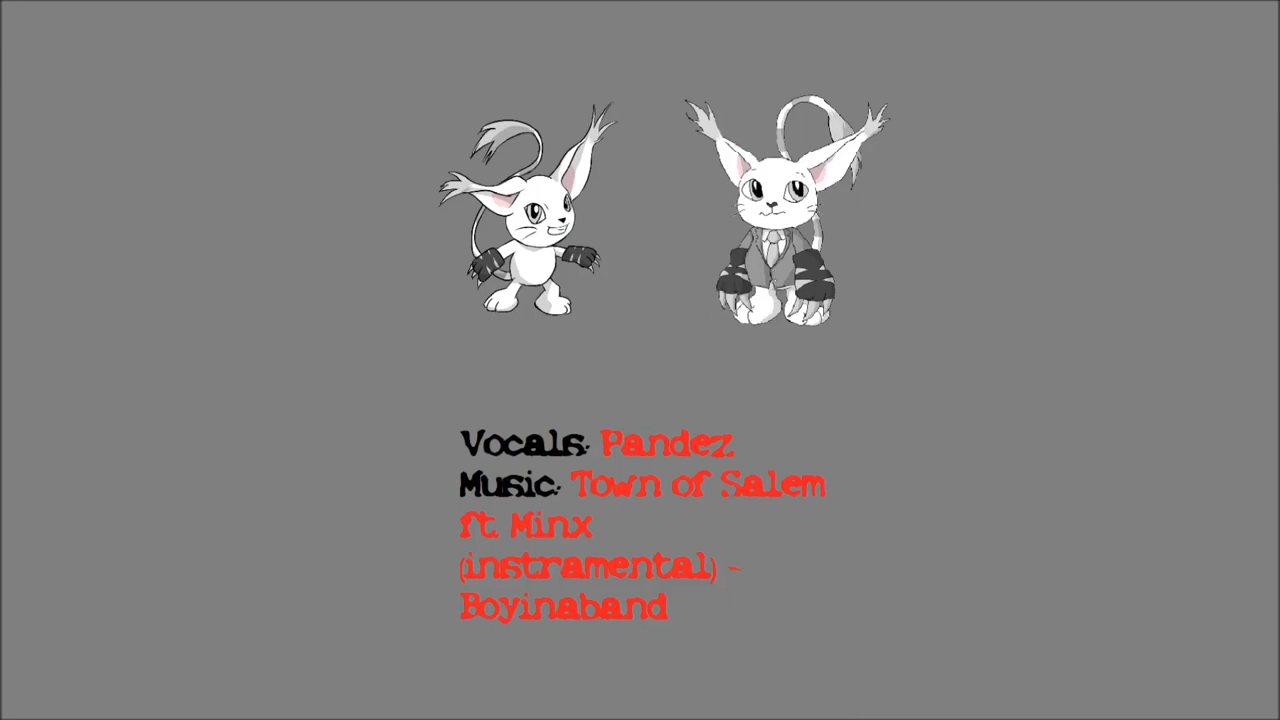 Vocals: Pandez
Music: Town of Salem
ft. Minx
(instramental) -
Boyinaband